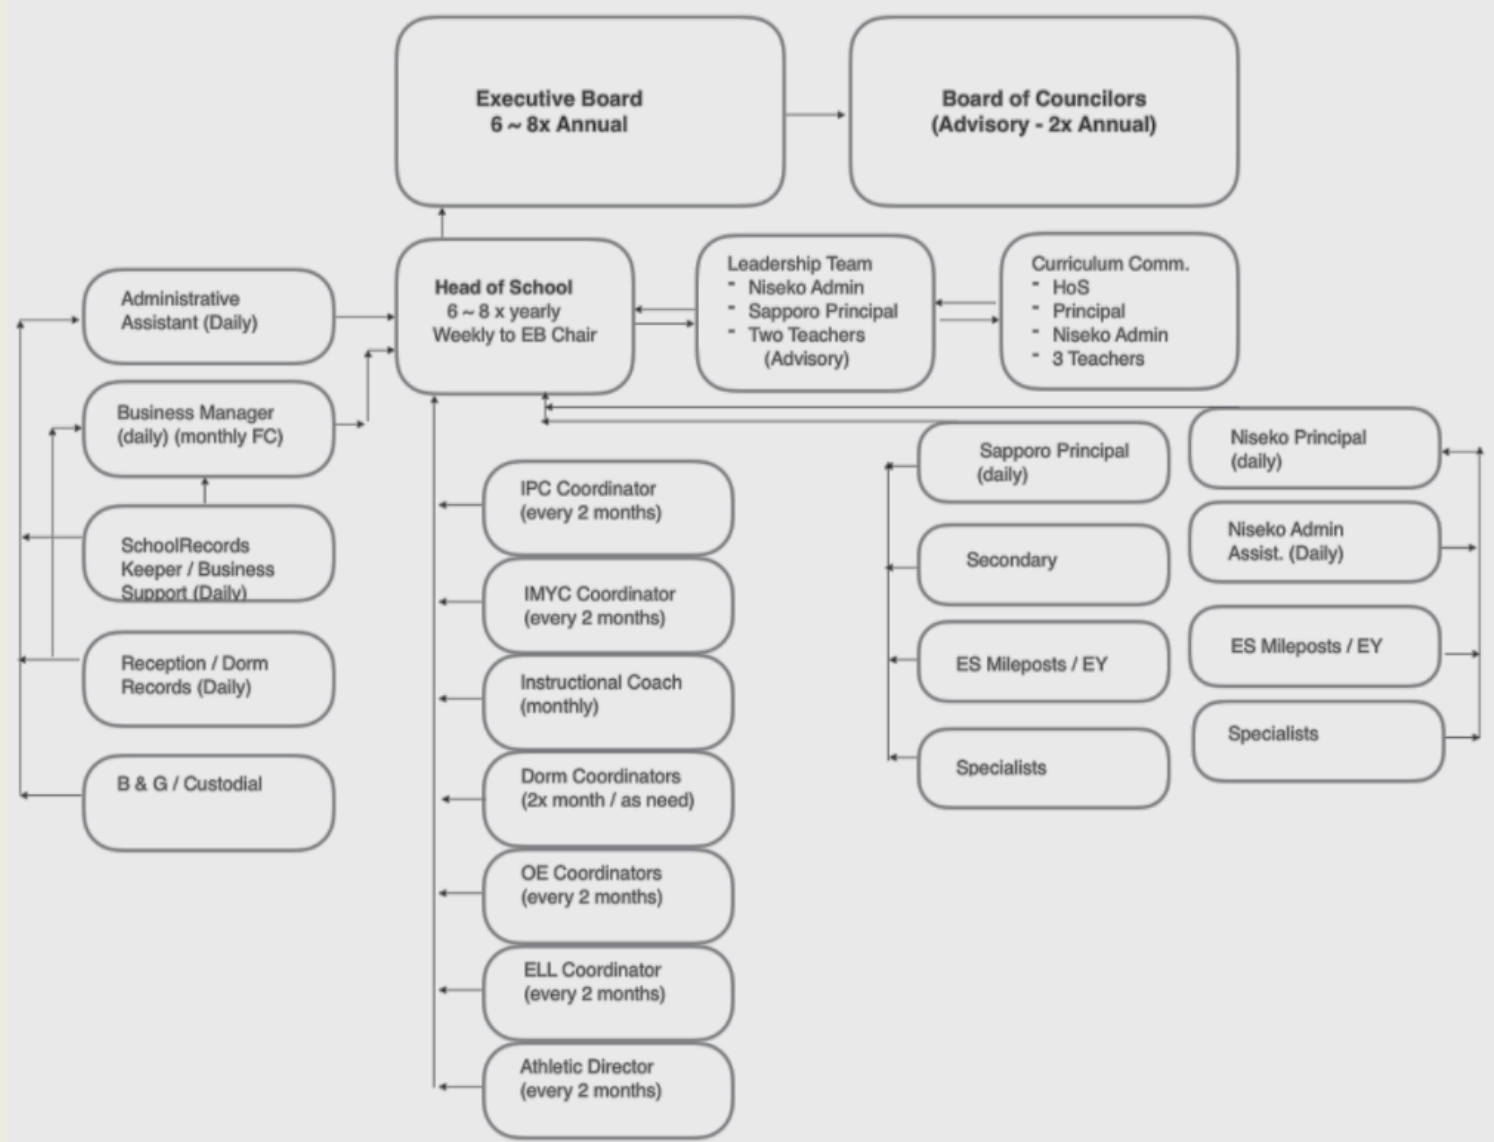 Executive Board
6 ~ 8x Annual
Board of Councilors
(Advisory - 2x Annual)
Head of School
6 ~ 8 x yearly
Weekly to EB Chair
Leadership Team
- Niseko Admin
- Sapporo Principal
- Two Teachers
(Advisory)
Curriculum Comm.
- HoS
- Principal
- Niseko Admin
- 3 Teachers
Administrative
Assistant (Daily)
Business Manager
(daily) (monthly FC)
SchoolRecords
Keeper / Business
Support (Daily)
Reception / Dorm
Records (Daily)
B & G / Custodial
IPC Coordinator
(every 2 months)
IMYC Coordinator
(every 2 months)
Instructional Coach
(monthly)
Dorm Coordinators
(2x month / as need)
OE Coordinators
(every 2 months)
ELL Coordinator
(every 2 months)
Athletic Director
(every 2 months)
Sapporo Principal
(daily)
Secondary
ES Mileposts / EY
Specialists
Niseko Principal
(daily)
Niseko Admin
Assist. (Daily)
ES Mileposts / EY
Specialists